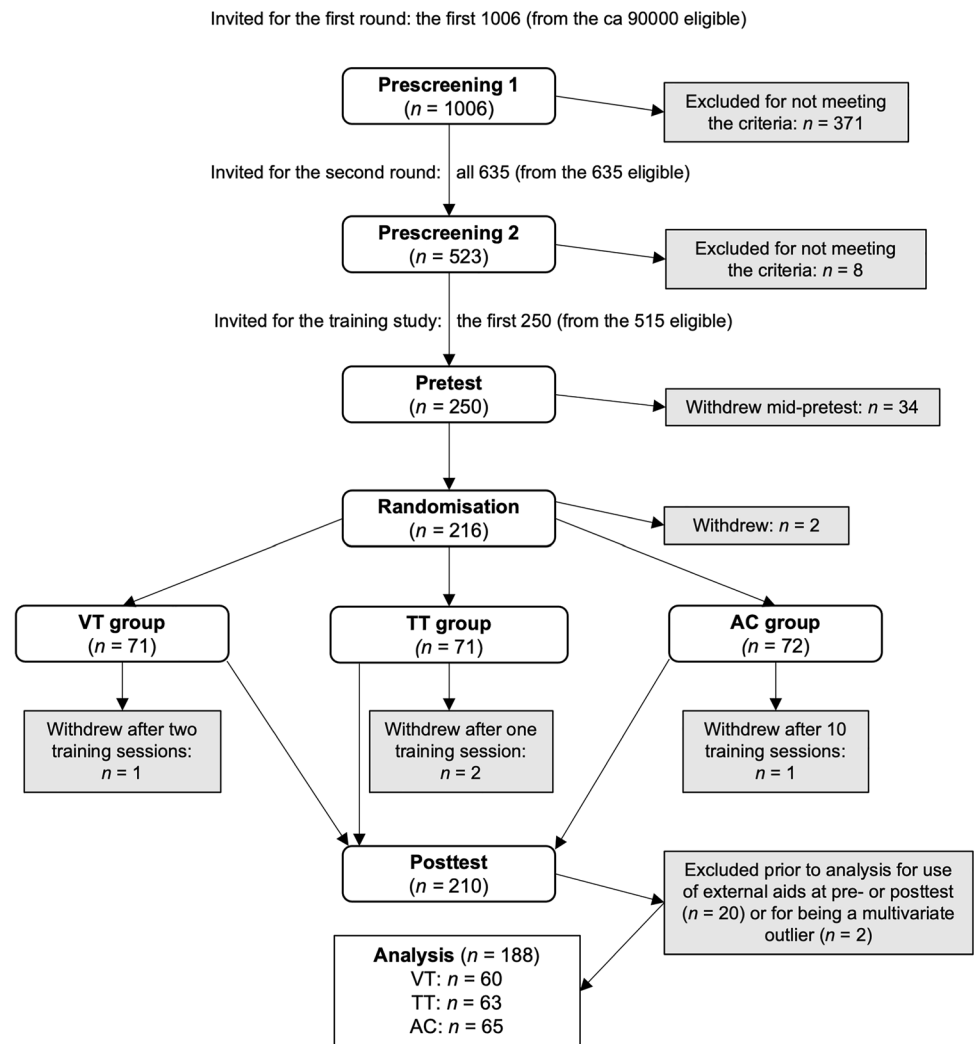 Invited for the first round: the first 1006 (from the ca 90000 eligible)
Prescreening 1
(n = 1006)
Excluded for not meeting
the criteria: n = 371
Invited for the second round: all 635 (from the 635 eligible)
Prescreening 2
(n = 523)
Excluded for not meeting
the criteria: n = 8
Invited for the training study: the first 250 (from the 515 eligible)
Pretest
(n = 250)
Withdrew mid-pretest: n = 34
Randomisation
(n = 216)
Withdrew: n = 2
VT group
(n = 71)
TT group
(n = 71)
AC group
(n = 72)
Withdrew after two
training sessions:
n = 1
Withdrew after one
training session:
n = 2
Withdrew after 10
training sessions:
n = 1
Posttest
(n = 210)
Excluded prior to analysis for use
of external aids at pre- or posttest
(n = 20) or for being a multivariate
outlier (n = 2)
Analysis (n = 188)
VT: n = 60
TT: n = 63
AC: n = 65